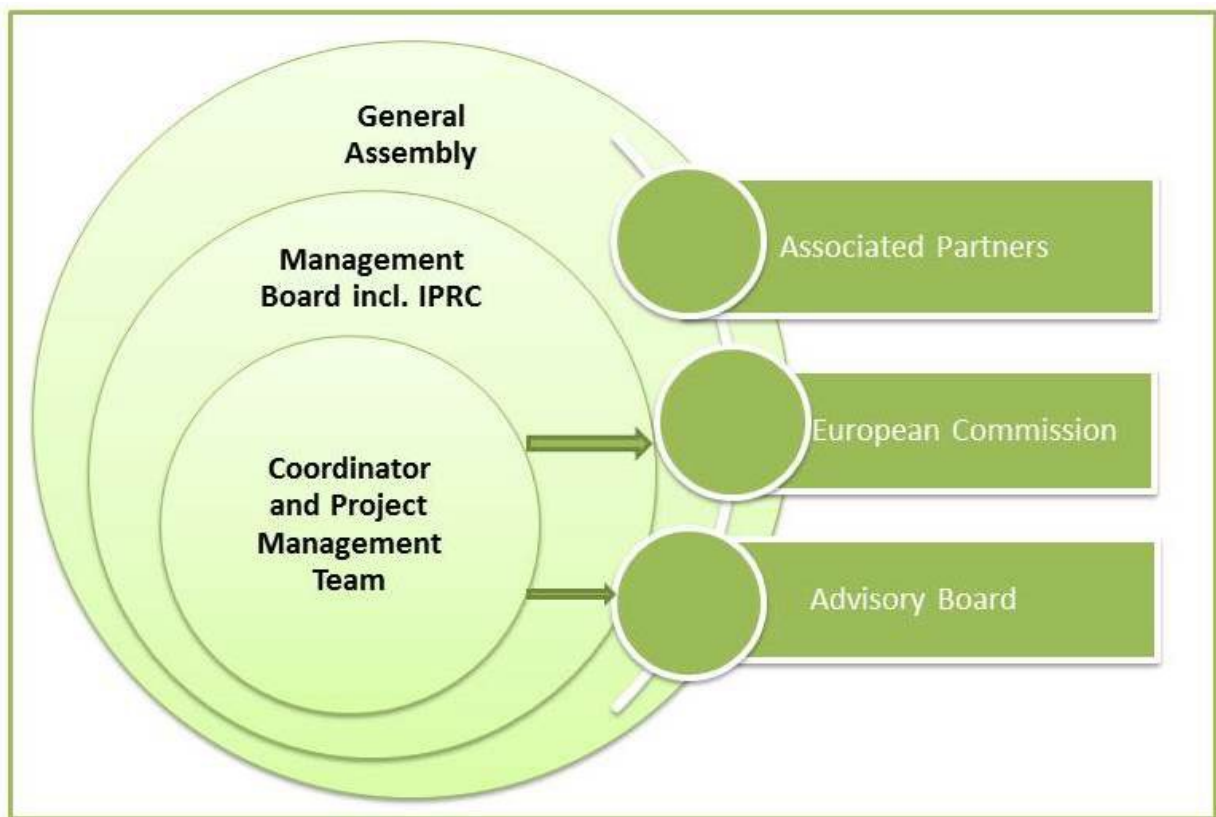 General
Assembly
Management
Board incl. IPRC
Coordinator
and Project
Management
Team
Associated Partners
European Commission
Advisory Board